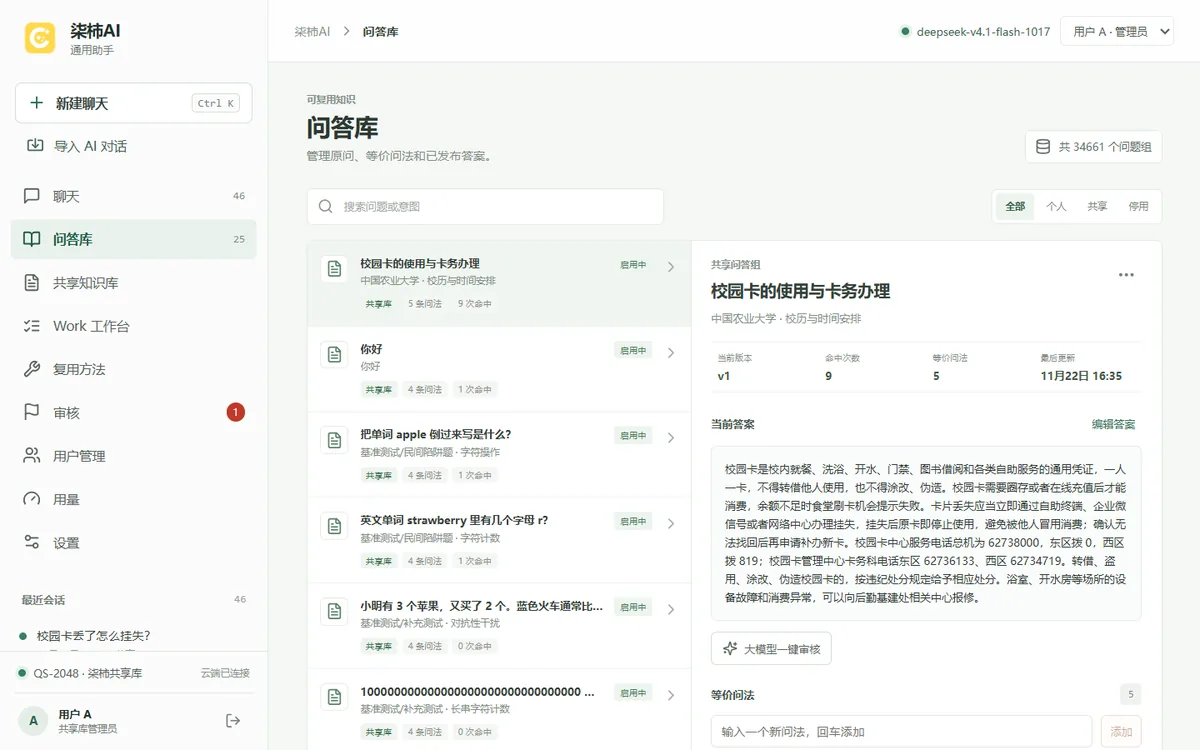 柒柿AI
通用助手
新建聊天
Ctrl K
导入 AI 对话
聊天
46
问答库
25
共享知识库
Work 工作台
复用方法
审核
1
用户管理
用量
设置
最近会话
46
校园卡丢了怎么挂失?
QS-2048 · 柒柿共享库
云端已连接
A
用户 A
共享库管理员
柒柿AI
问答库
deepseek-v4.1-flash-1017
用户 A · 管理员
可复用知识
问答库
管理原问、等价问法和已发布答案。
共 34661 个问题组
搜索问题或意图
全部
个人
共享
停用
校园卡的使用与卡务办理
启用中
中国农业大学 · 校历与时间安排
共享库
5 条问法
9 次命中
你好
启用中
你好
共享库
4 条问法
1 次命中
把单词 apple 倒过来写是什么?
启用中
基准测试/民间陷阱题 · 字符操作
共享库
4 条问法
1 次命中
英文单词 strawberry 里有几个字母 r?
启用中
基准测试/民间陷阱题 · 字符计数
共享库
4 条问法
1 次命中
小明有 3 个苹果，又买了 2 个。蓝色火车通常比...
启用中
基准测试/补充测试 · 对抗性干扰
共享库
4 条问法
0 次命中
启用中
基准测试/补充测试 · 长串字符计数
共享库
4 条问法
0 次命中
共享问答组
校园卡的使用与卡务办理
中国农业大学 · 校历与时间安排
当前版本
v1
命中次数
9
等价问法
5
最后更新
11月22日 16:35
当前答案
编辑答案
校园卡是校内就餐、洗浴、开水、门禁、图书借阅和各类自助服务的通用凭证，一人
一卡，不得转借他人使用，也不得涂改、伪造。校园卡需要圈存或者在线充值后才能
消费，余额不足时食堂刷卡机会提示失败。卡片丢失应当立即通过自助终端、企业微
信号或者网络中心办理挂失，挂失后原卡即停止使用，避免被他人冒用消费；确认无
法找回后再申请补办新卡。校园卡中心服务电话总机为 62738000，东区拨 0，西区
拨 819；校园卡管理中心卡务科电话东区 62736133、西区 62734719。转借、盗
用、涂改、伪造校园卡的，按违纪处分规定给予相应处分。浴室、开水房等场所的设
备故障和消费异常，可以向后勤基建处相关中心报修。
大模型一键审核
等价问法
5
输入一个新问法，回车添加
添加